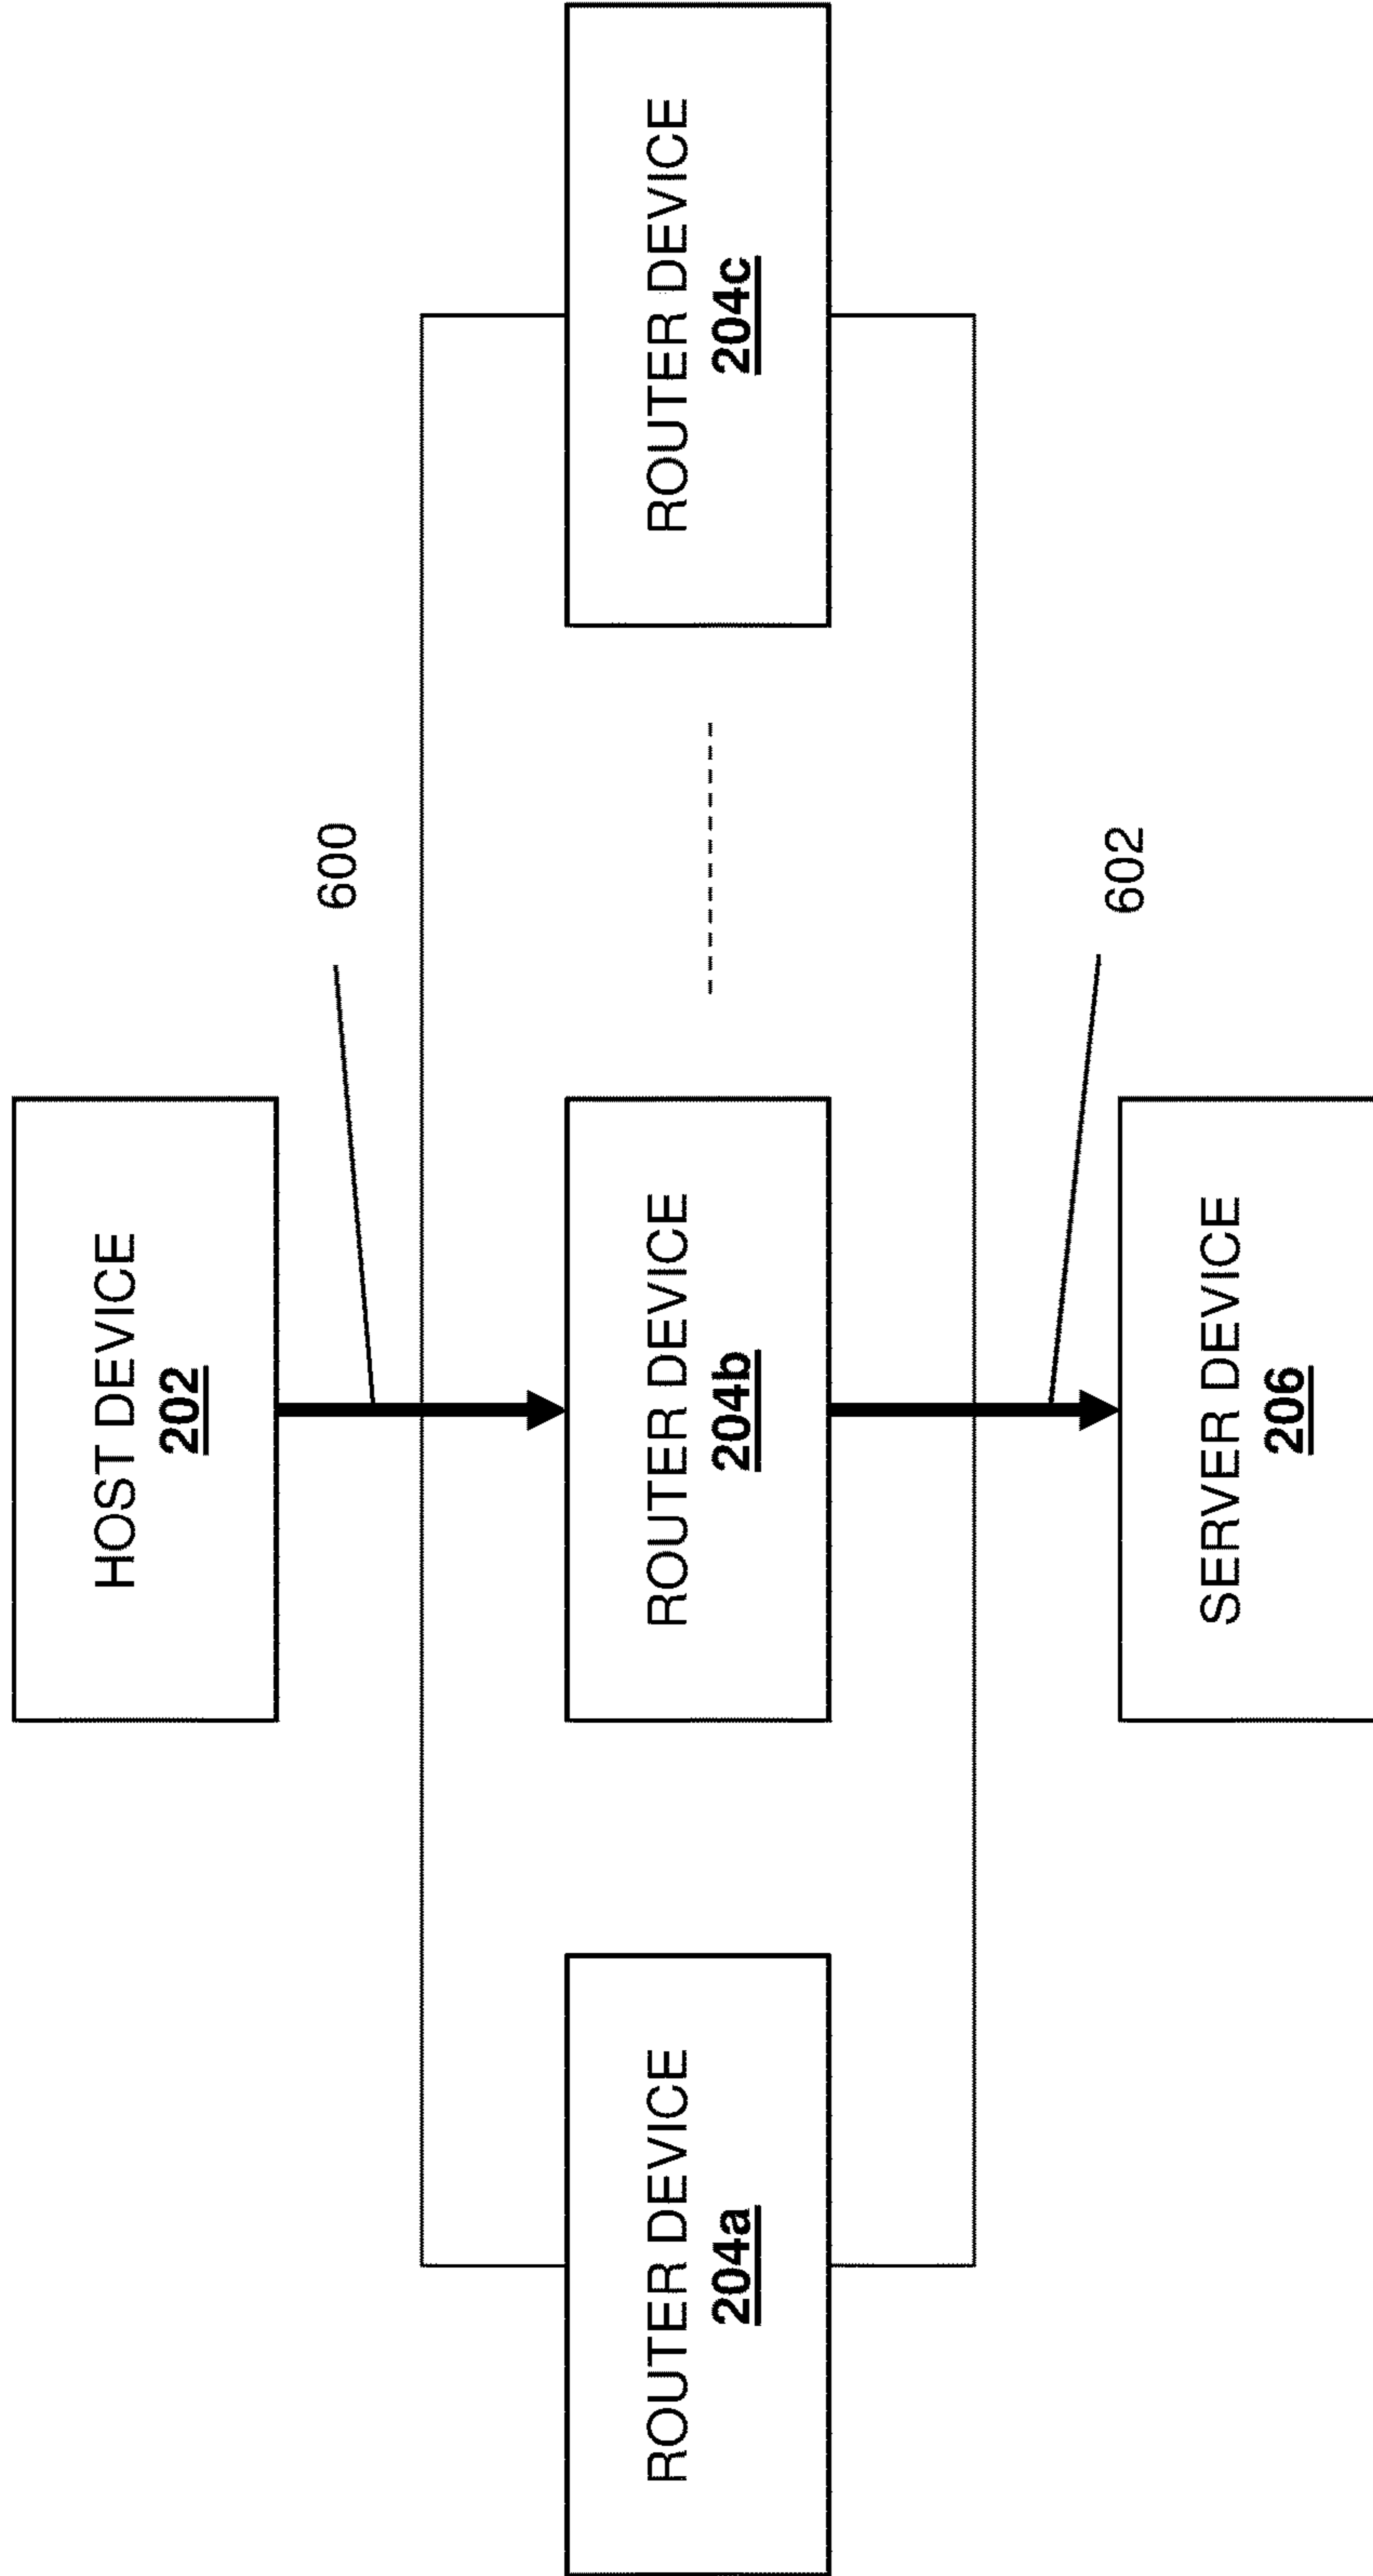 HOST DEVICE
202
600
ROUTER DEVICE
204a
ROUTER DEVICE
204b
ROUTER DEVICE
204c
602
SERVER DEVICE
206